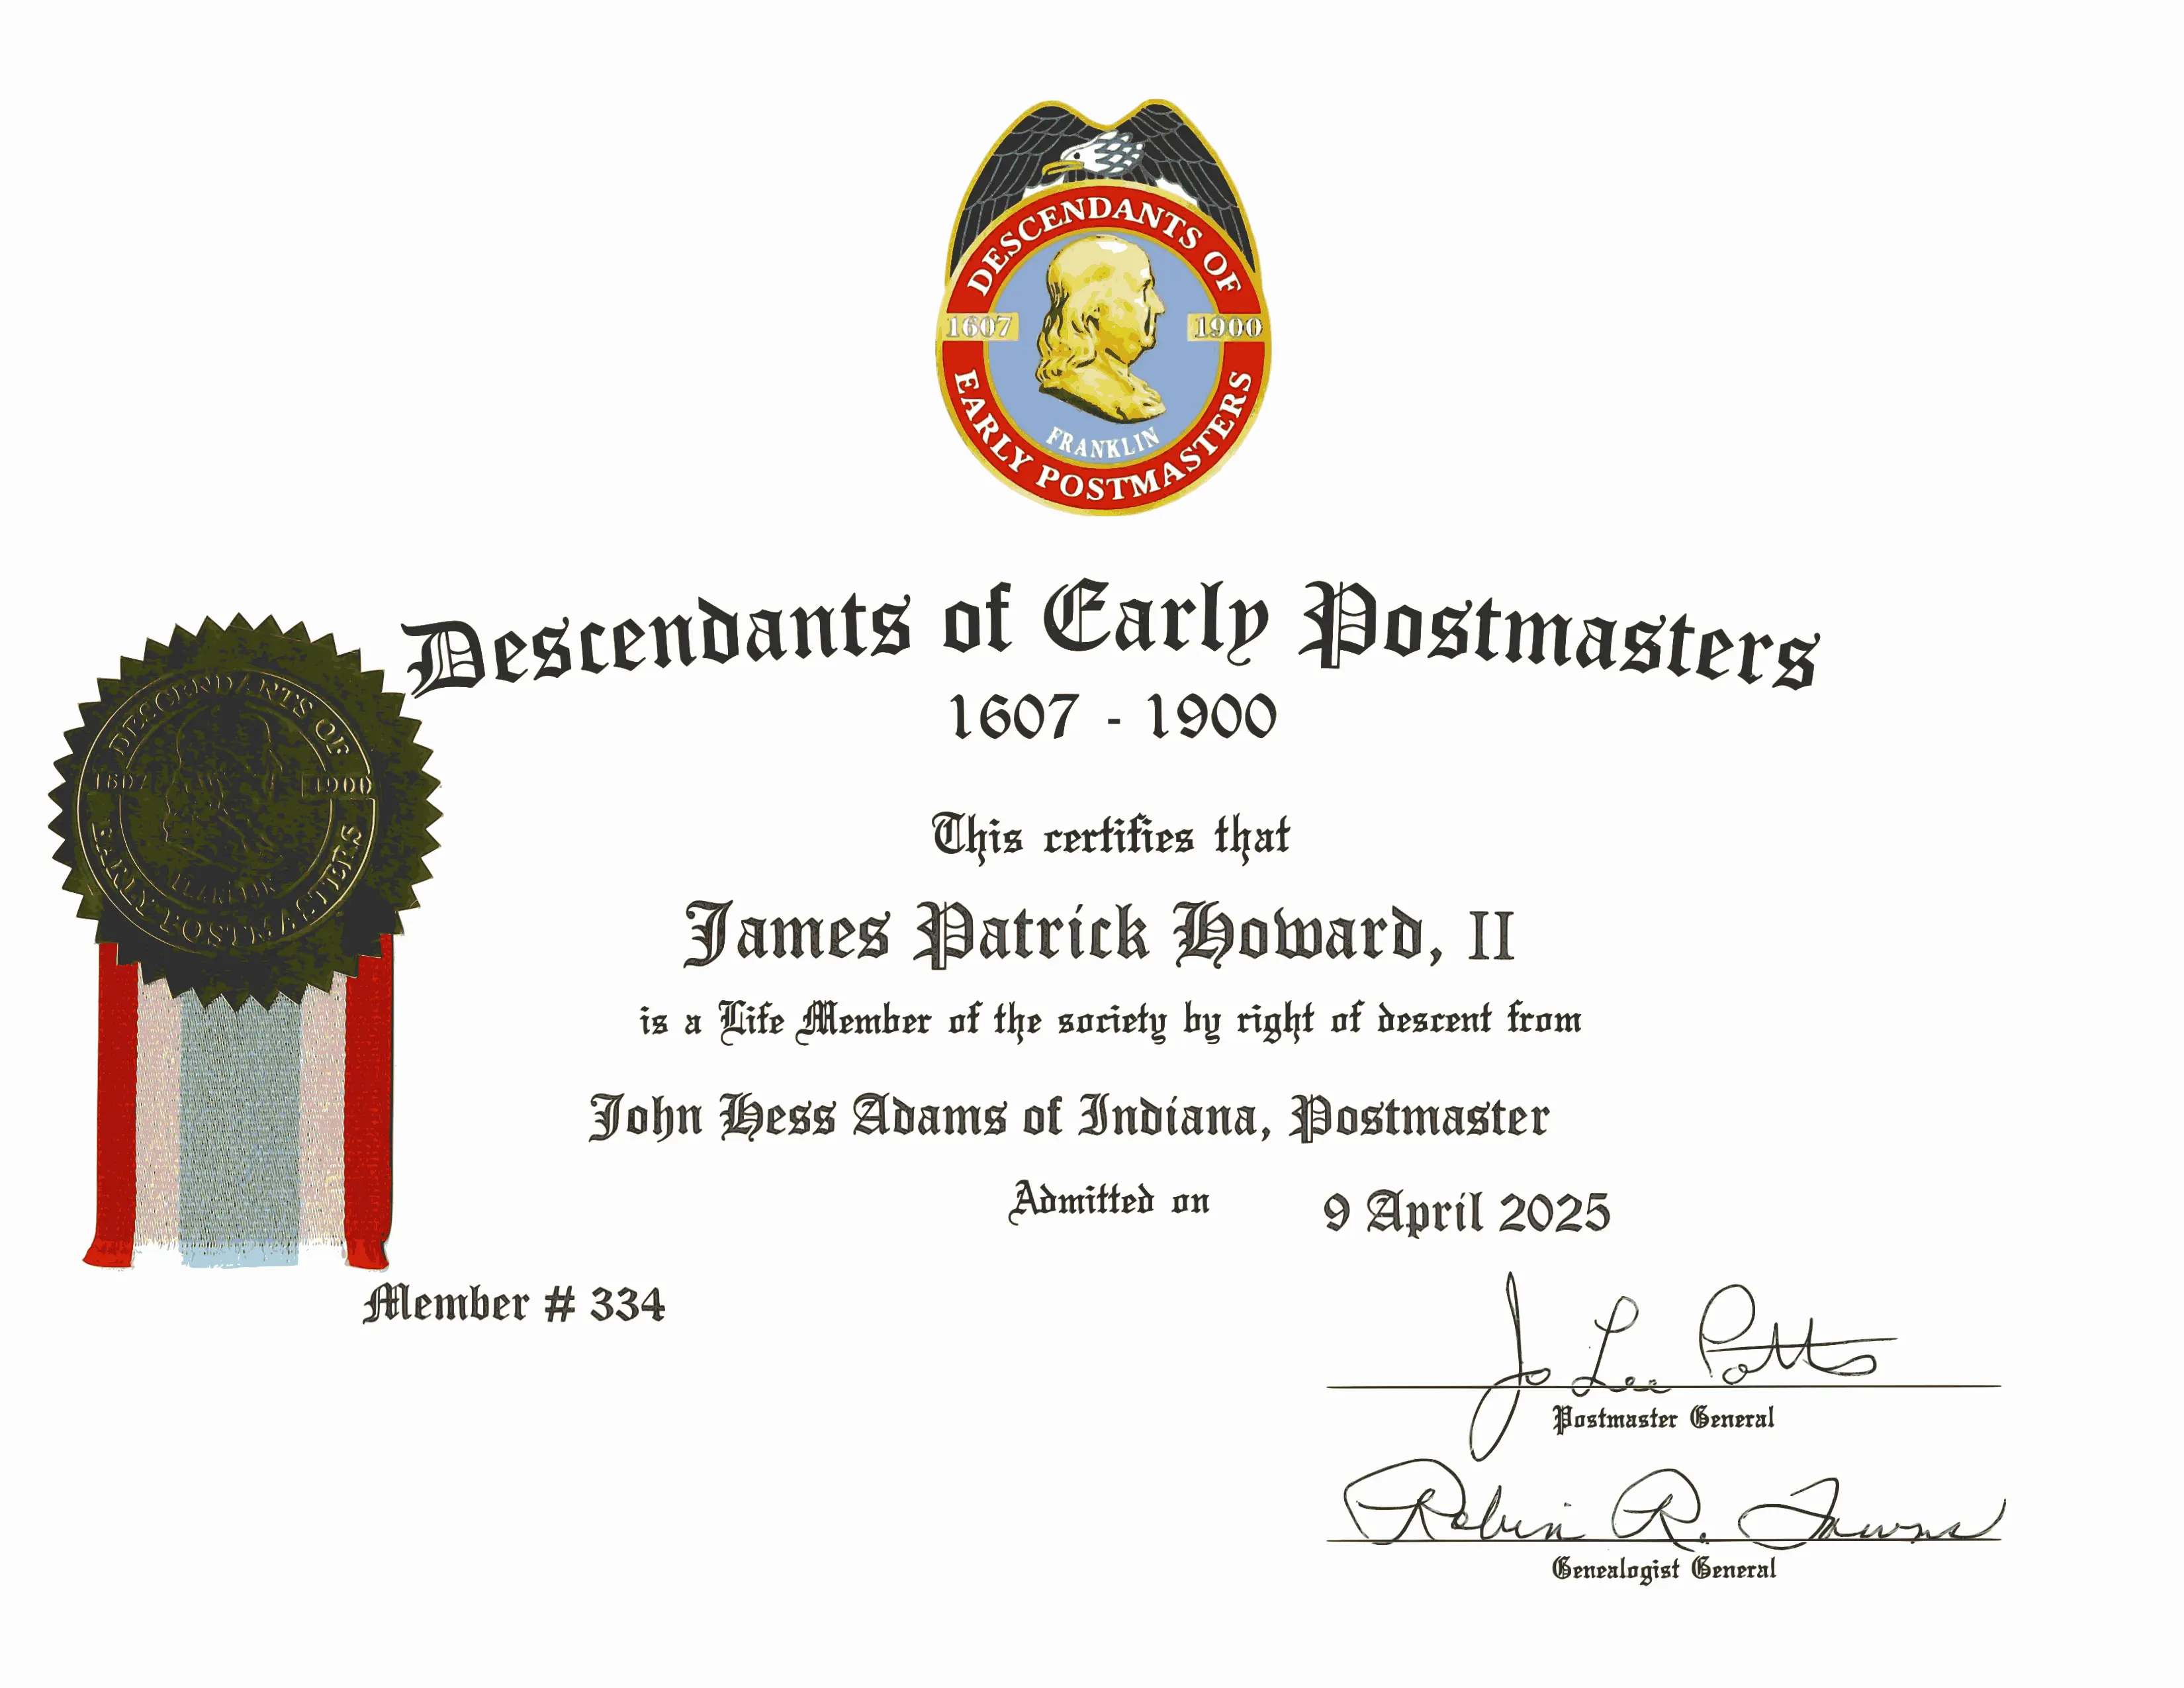 DESCENDANTS OF
1607 1900
FRANKLIN
EARLY POSTMASTERS
Descendants of Early Postmasters
1607 - 1900
DESCENDANTS OF
1607 1900
EARLY POSTMASTERS
This certifies that
James Patrick Howard, II
is a Life Member of the society by right of descent from
John Hess Adams of Indiana, Postmaster
Admitted on 9 April 2025
Member # 334
Jo Lee Potts
Postmaster General
Robin R. Towns
Genealogist General